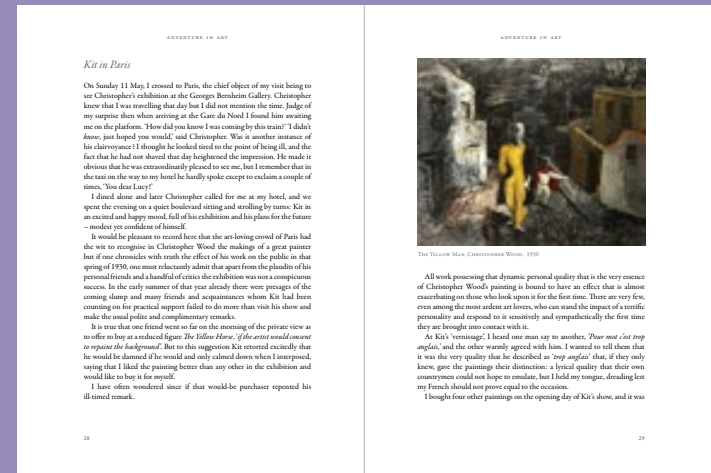 ADVENTURE IN ART
Kit in Paris
On Sunday 11 May, I crossed to Paris, the chief object of my visit being to
see Christopher's exhibition at the Georges Bernheim Gallery. Christopher
knew that I was travelling that day but I did not mention the time. Judge of
my surprise then when arriving at the Gare du Nord I found him awaiting
me on the platform. 'How did you know I was coming by this train?' 'I didn't
know, just hoped you would,' said Christopher. Was it another instance of
his clairvoyance? I thought he looked tired to the point of being ill, and the
fact that he had not shaved that day heightened the impression. He made it
obvious that he was extraordinarily pleased to see me, but I remember that in
the taxi on the way to my hotel he hardly spoke except to exclaim a couple of
times, 'You dear Lucy!'
I dined alone and later Christopher called for me at my hotel, and we
spent the evening on a quiet boulevard sitting and strolling by turns: Kit in
an excited and happy mood, full of his exhibition and his plans for the future
– modest yet confident of himself.
It would be pleasant to record here that the art-loving crowd of Paris had
the wit to recognise in Christopher Wood the makings of a great painter
but if one chronicles with truth the effect of his work on the public in that
spring of 1930, one must reluctantly admit that apart from the plaudits of his
personal friends and a handful of critics the exhibition was not a conspicuous
success. In the early summer of that year already there were presages of the
coming slump and many friends and acquaintances whom Kit had been
counting on for practical support failed to do more than visit his show and
make the usual polite and complimentary remarks.
It is true that one friend went so far on the morning of the private view as
to offer to buy at a reduced figure The Yellow Horse, 'if the artist would consent
to repaint the background'. But to this suggestion Kit retorted excitedly that
he would be damned if he would and only calmed down when I interposed,
saying that I liked the painting better than any other in the exhibition and
would like to buy it for myself.
I have often wondered since if that would-be purchaser repented his
ill-timed remark.
28
ADVENTURE IN ART
THE YELLOW MAN, CHRISTOPHER WOOD, 1930
All work possessing that dynamic personal quality that is the very essence
of Christopher Wood's painting is bound to have an effect that is almost
exacerbating on those who look upon it for the first time. There are very few,
even among the most ardent art lovers, who can stand the impact of a terrific
personality and respond to it sensitively and sympathetically the first time
they are brought into contact with it.
At Kit's 'vernissage', I heard one man say to another, 'Pour moi c'est trop
anglais,' and the other warmly agreed with him. I wanted to tell them that
it was the very quality that he described as 'trop anglais' that, if they only
knew, gave the paintings their distinction: a lyrical quality that their own
countrymen could not hope to emulate, but I held my tongue, dreading lest
my French should not prove equal to the occasion.
I bought four other paintings on the opening day of Kit's show, and it was
29